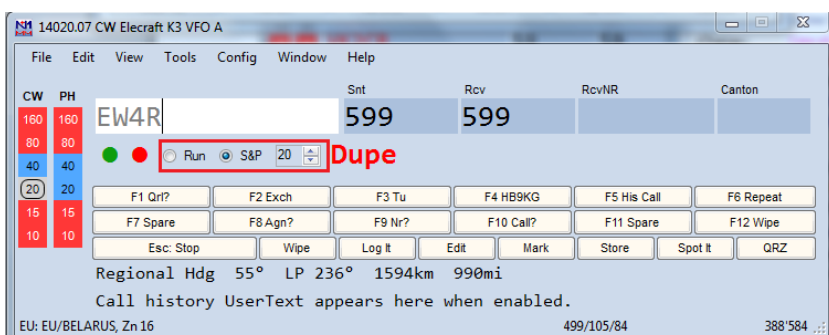 14020.07 CW Elecraft K3 VFO A
File Edit View Tools Config Window Help
CW PH Snt Rcv RcvNR Canton
160 160 EW4R 599 599
80 80
40 40 Run S&P 20 Dupe
20 20 F1 Qrl? F2 Exch F3 Tu F4 HB9KG F5 His Call F6 Repeat
15 15 F7 Spare F8 Agn? F9 Nr? F10 Call? F11 Spare F12 Wipe
10 10 Esc: Stop Wipe Log It Edit Mark Store Spot It QRZ
Regional Hdg 55° LP 236° 1594km 990mi
Call history UserText appears here when enabled.
EU: EU/BELARUS, Zn 16 499/105/84 388'584